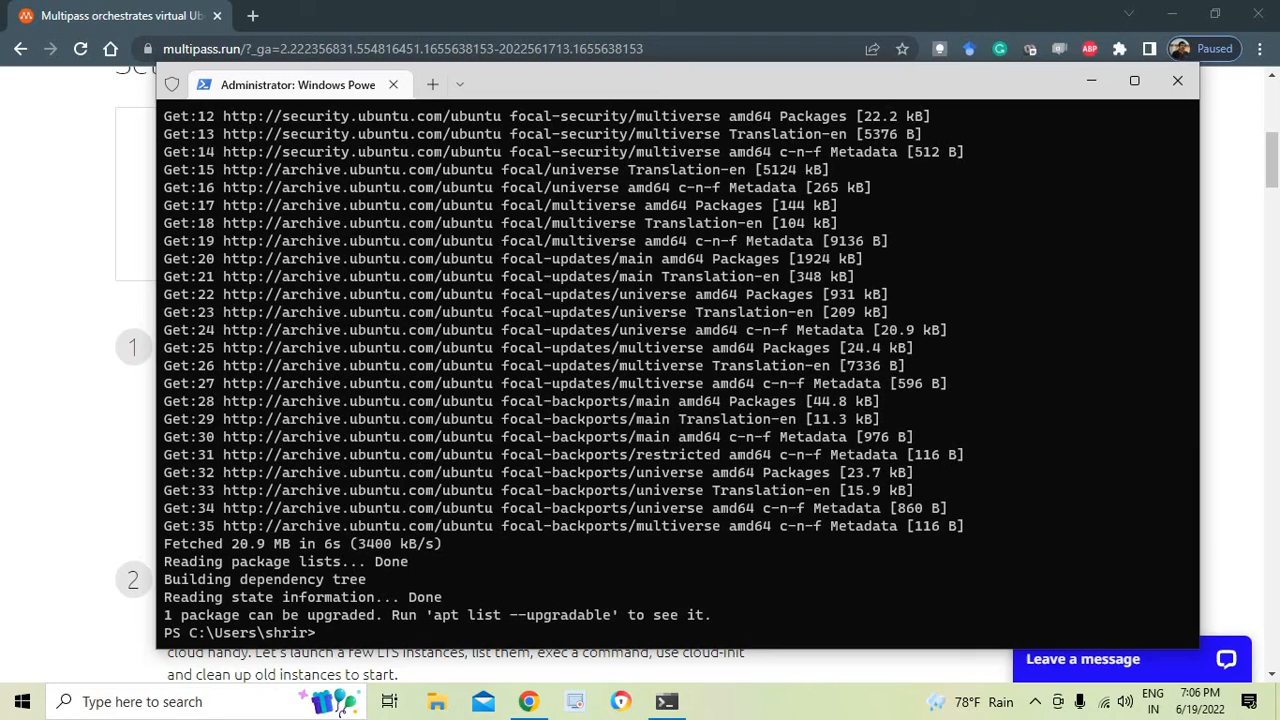 Multipass orchestrates virtual Ub
multipass.run/?_ga=2.222356831.554816451.1655638153-2022561713.1655638153
ABP
Paused
Administrator: Windows Powe
Get:12 http://security.ubuntu.com/ubuntu focal-security/multiverse amd64 Packages [22.2 kB]
Get:13 http://security.ubuntu.com/ubuntu focal-security/multiverse Translation-en [5376 B]
Get:14 http://security.ubuntu.com/ubuntu focal-security/multiverse amd64 c-n-f Metadata [512 B]
Get:15 http://archive.ubuntu.com/ubuntu focal/universe Translation-en [5124 kB]
Get:16 http://archive.ubuntu.com/ubuntu focal/universe amd64 c-n-f Metadata [265 kB]
Get:17 http://archive.ubuntu.com/ubuntu focal/multiverse amd64 Packages [144 kB]
Get:18 http://archive.ubuntu.com/ubuntu focal/multiverse Translation-en [104 kB]
Get:19 http://archive.ubuntu.com/ubuntu focal/multiverse amd64 c-n-f Metadata [9136 B]
Get:20 http://archive.ubuntu.com/ubuntu focal-updates/main amd64 Packages [1924 kB]
Get:21 http://archive.ubuntu.com/ubuntu focal-updates/main Translation-en [348 kB]
Get:22 http://archive.ubuntu.com/ubuntu focal-updates/universe amd64 Packages [931 kB]
Get:23 http://archive.ubuntu.com/ubuntu focal-updates/universe Translation-en [209 kB]
Get:24 http://archive.ubuntu.com/ubuntu focal-updates/universe amd64 c-n-f Metadata [20.9 kB]
Get:25 http://archive.ubuntu.com/ubuntu focal-updates/multiverse amd64 Packages [24.4 kB]
Get:26 http://archive.ubuntu.com/ubuntu focal-updates/multiverse Translation-en [7336 B]
Get:27 http://archive.ubuntu.com/ubuntu focal-updates/multiverse amd64 c-n-f Metadata [596 B]
Get:28 http://archive.ubuntu.com/ubuntu focal-backports/main amd64 Packages [44.8 kB]
Get:29 http://archive.ubuntu.com/ubuntu focal-backports/main Translation-en [11.3 kB]
Get:30 http://archive.ubuntu.com/ubuntu focal-backports/main amd64 c-n-f Metadata [976 B]
Get:31 http://archive.ubuntu.com/ubuntu focal-backports/restricted amd64 c-n-f Metadata [116 B]
Get:32 http://archive.ubuntu.com/ubuntu focal-backports/universe amd64 Packages [23.7 kB]
Get:33 http://archive.ubuntu.com/ubuntu focal-backports/universe Translation-en [15.9 kB]
Get:34 http://archive.ubuntu.com/ubuntu focal-backports/universe amd64 c-n-f Metadata [860 B]
Get:35 http://archive.ubuntu.com/ubuntu focal-backports/multiverse amd64 c-n-f Metadata [116 B]
Fetched 20.9 MB in 6s (3400 kB/s)
Reading package lists... Done
Building dependency tree
Reading state information... Done
1 package can be upgraded. Run 'apt list --upgradable' to see it.
PS C:\Users\shrir>
1
2
cloud handy. Let's launch a few LTS instances, list them, exec a command, use cloud-init
and clean up old instances to start.
Leave a message
Type here to search
78°F Rain
ENG
IN
7:06 PM
6/19/2022